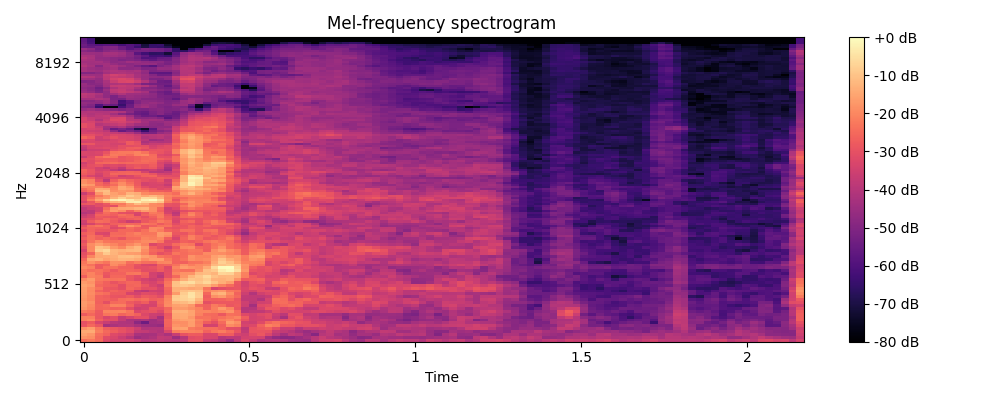 Mel-frequency spectrogram
Hz
8192
4096
2048
1024
512
0
0
0.5
1
1.5
2
Time
+0 dB
-10 dB
-20 dB
-30 dB
-40 dB
-50 dB
-60 dB
-70 dB
-80 dB